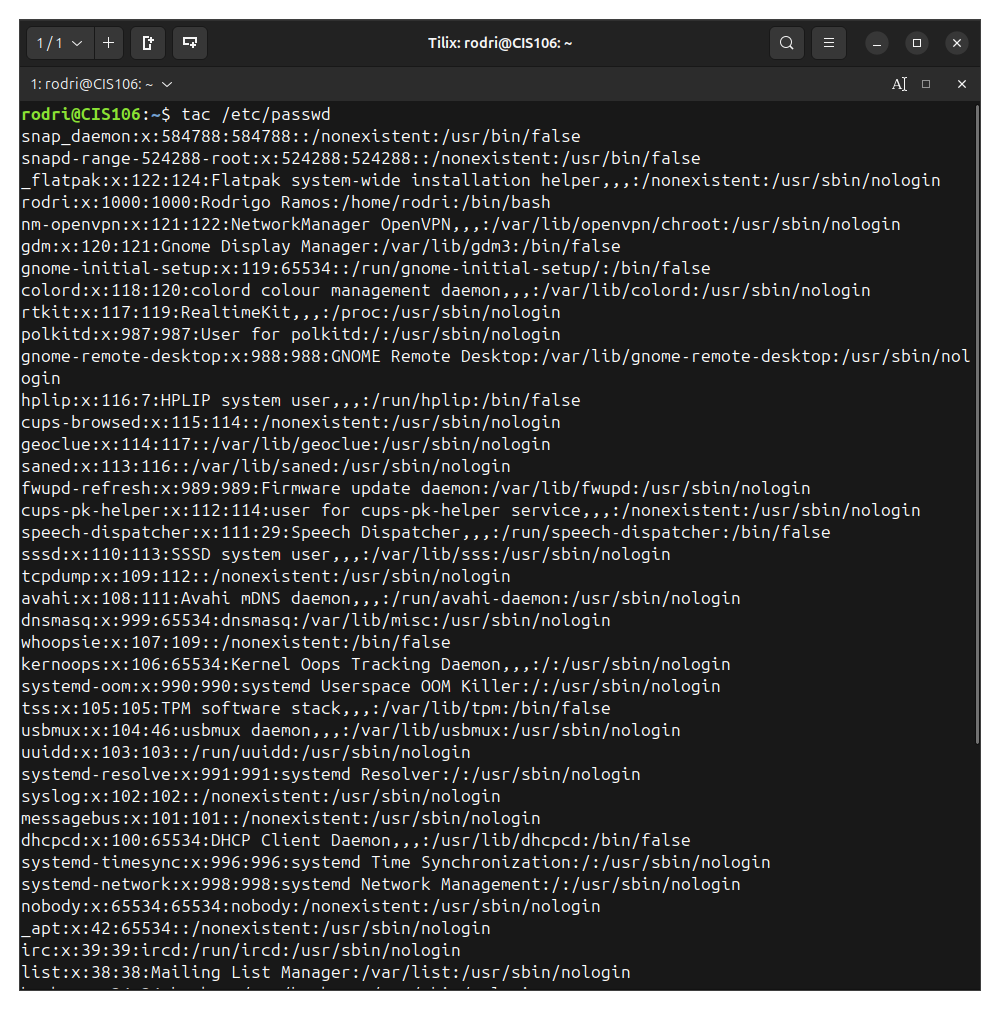 1 / 1
Tilix: rodri@CIS106: ~
1: rodri@CIS106: ~
rodri@CIS106:~$ tac /etc/passwd
snap_daemon:x:584788:584788::/nonexistent:/usr/bin/false
snapd-range-524288-root:x:524288:524288::/nonexistent:/usr/bin/false
_flatpak:x:122:124:Flatpak system-wide installation helper,,,:/nonexistent:/usr/sbin/nologin
rodri:x:1000:1000:Rodrigo Ramos:/home/rodri:/bin/bash
nm-openvpn:x:121:122:NetworkManager OpenVPN,,,:/var/lib/openvpn/chroot:/usr/sbin/nologin
gdm:x:120:121:Gnome Display Manager:/var/lib/gdm3:/bin/false
gnome-initial-setup:x:119:65534::/run/gnome-initial-setup/:/bin/false
colord:x:118:120:colord colour management daemon,,,:/var/lib/colord:/usr/sbin/nologin
rtkit:x:117:119:RealtimeKit,,,:/proc:/usr/sbin/nologin
polkitd:x:987:987:User for polkitd:/:/usr/sbin/nologin
gnome-remote-desktop:x:988:988:GNOME Remote Desktop:/var/lib/gnome-remote-desktop:/usr/sbin/nol
ogin
hplip:x:116:7:HPLIP system user,,,:/run/hplip:/bin/false
cups-browsed:x:115:114::/nonexistent:/usr/sbin/nologin
geoclue:x:114:117::/var/lib/geoclue:/usr/sbin/nologin
saned:x:113:116::/var/lib/saned:/usr/sbin/nologin
fwupd-refresh:x:989:989:Firmware update daemon:/var/lib/fwupd:/usr/sbin/nologin
cups-pk-helper:x:112:114:user for cups-pk-helper service,,,:/nonexistent:/usr/sbin/nologin
speech-dispatcher:x:111:29:Speech Dispatcher,,,:/run/speech-dispatcher:/bin/false
sssd:x:110:113:SSSD system user,,,:/var/lib/sss:/usr/sbin/nologin
tcpdump:x:109:112::/nonexistent:/usr/sbin/nologin
avahi:x:108:111:Avahi mDNS daemon,,,:/run/avahi-daemon:/usr/sbin/nologin
dnsmasq:x:999:65534:dnsmasq:/var/lib/misc:/usr/sbin/nologin
whoopsie:x:107:109::/nonexistent:/bin/false
kernoops:x:106:65534:Kernel Oops Tracking Daemon,,,:/:/usr/sbin/nologin
systemd-oom:x:990:990:systemd Userspace OOM Killer:/:/usr/sbin/nologin
tss:x:105:105:TPM software stack,,,:/var/lib/tpm:/bin/false
usbmux:x:104:46:usbmux daemon,,,:/var/lib/usbmux:/usr/sbin/nologin
uuidd:x:103:103::/run/uuidd:/usr/sbin/nologin
systemd-resolve:x:991:991:systemd Resolver:/:/usr/sbin/nologin
syslog:x:102:102::/nonexistent:/usr/sbin/nologin
messagebus:x:101:101::/nonexistent:/usr/sbin/nologin
dhcpcd:x:100:65534:DHCP Client Daemon,,,:/usr/lib/dhcpcd:/bin/false
systemd-timesync:x:996:996:systemd Time Synchronization:/:/usr/sbin/nologin
systemd-network:x:998:998:systemd Network Management:/:/usr/sbin/nologin
nobody:x:65534:65534:nobody:/nonexistent:/usr/sbin/nologin
_apt:x:42:65534::/nonexistent:/usr/sbin/nologin
irc:x:39:39:ircd:/run/ircd:/usr/sbin/nologin
list:x:38:38:Mailing List Manager:/var/list:/usr/sbin/nologin